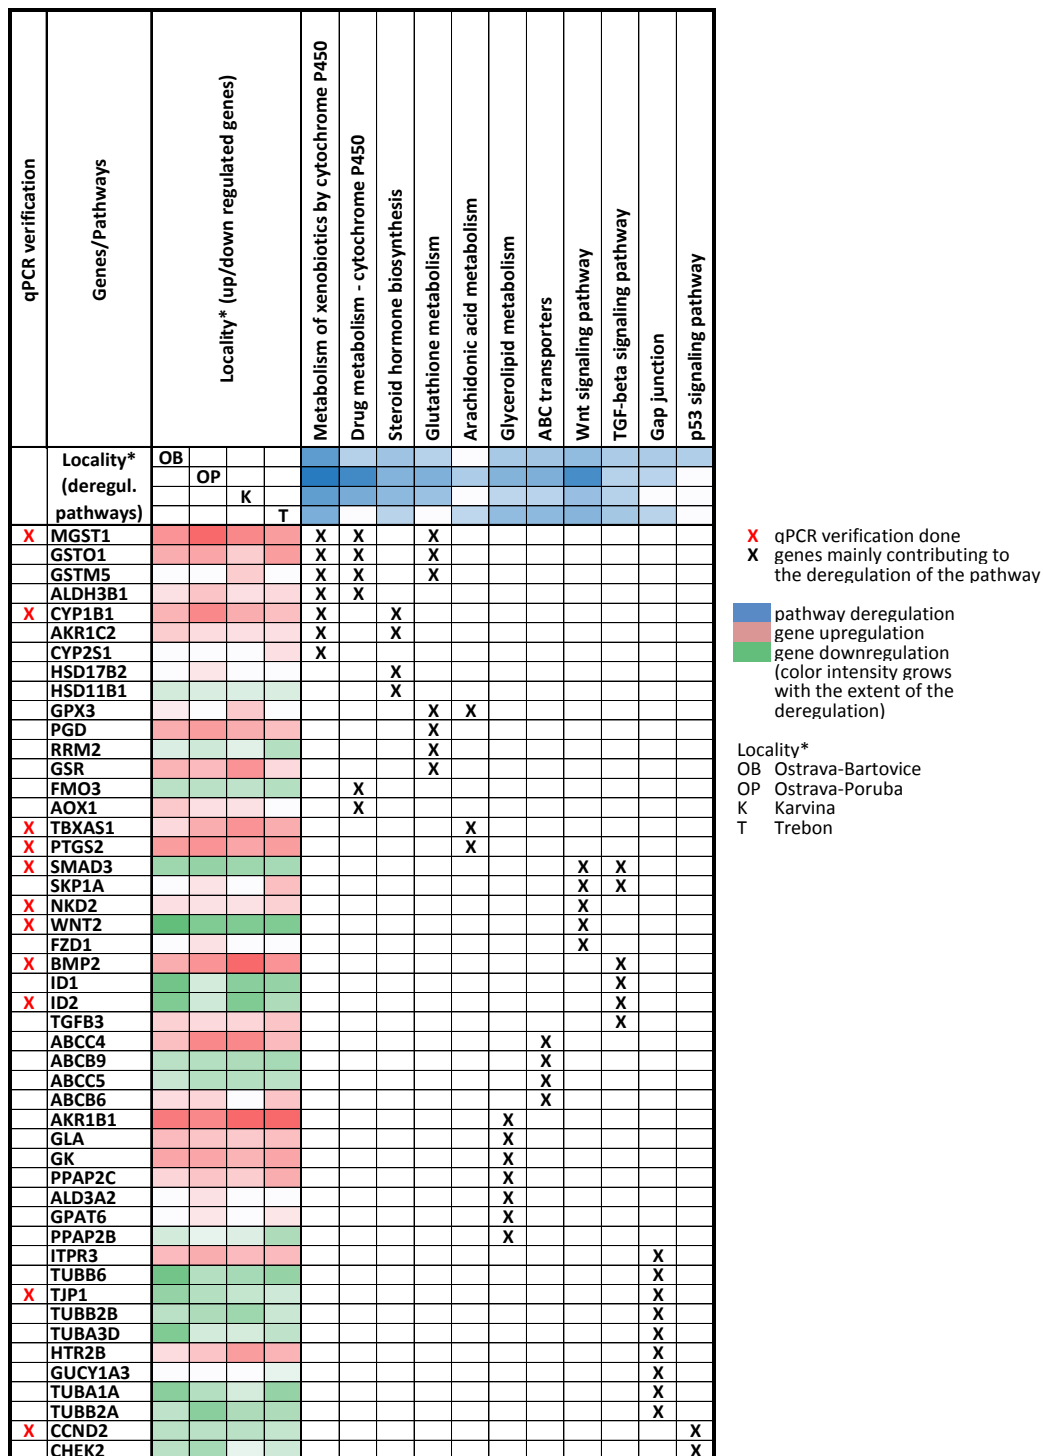 qPCR verification
Genes/Pathways
Locality* (up/down regulated genes)
Metabolism of xenobiotics by cytochrome P450
Drug metabolism - cytochrome P450
Steroid hormone biosynthesis
Glutathione metabolism
Arachidonic acid metabolism
Glycerolipid metabolism
ABC transporters
Wnt signaling pathway
TGF-beta signaling pathway
Gap junction
p53 signaling pathway
Locality* OB
(deregul. OP
K
pathways) T
X MGST1 X X X
GSTO1 X X X
GSTM5 X X X
ALDH3B1 X X
X CYP1B1 X X
AKR1C2 X X
CYP2S1 X
HSD17B2 X
HSD11B1 X
GPX3 X X
PGD X
RRM2 X
GSR X
FMO3 X
AOX1 X
X TBXAS1 X
X PTGS2 X
X SMAD3 X X
SKP1A X X
X NKD2 X
X WNT2 X
FZD1 X
X BMP2 X
ID1 X
X ID2 X
TGFB3 X
ABCC4 X
ABCB9 X
ABCC5 X
ABCB6 X
AKR1B1 X
GLA X
GK X
PPAP2C X
ALD3A2 X
GPAT6 X
PPAP2B X
ITPR3 X
TUBB6 X
X TJP1 X
TUBB2B X
TUBA3D X
HTR2B X
GUCY1A3 X
TUBA1A X
TUBB2A X
X CCND2 X
CHEK2 X
X qPCR verification done
X genes mainly contributing to
the deregulation of the pathway
pathway deregulation
gene upregulation
gene downregulation
(color intensity grows
with the extent of the
deregulation)
Locality*
OB Ostrava-Bartovice
OP Ostrava-Poruba
K Karvina
T Trebon